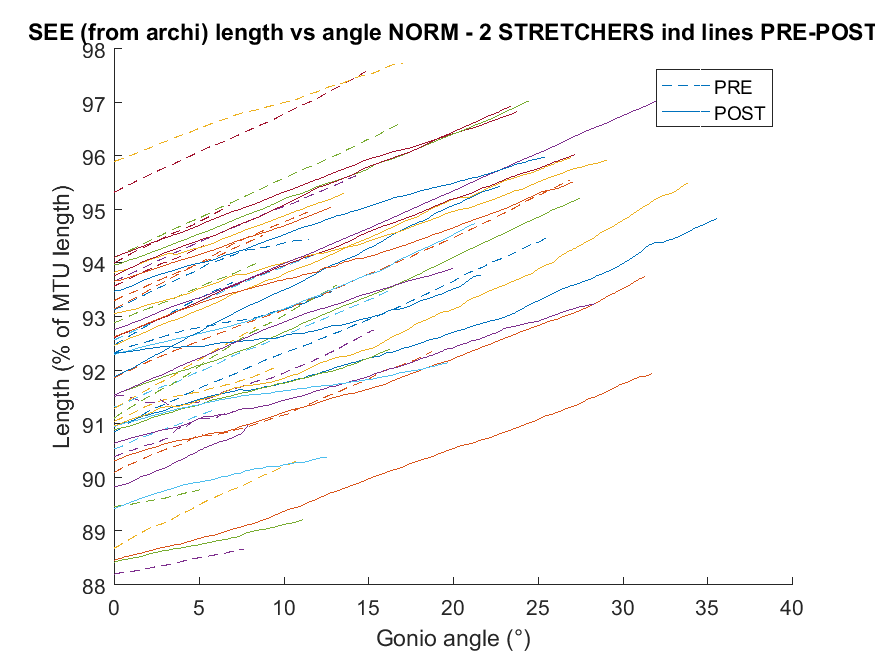 SEE (from archi) length vs angle NORM - 2 STRETCHERS ind lines PRE-POST
98
97
96
95
94
93
92
91
90
89
88
Length (% of MTU length)
PRE
POST
0 5 10 15 20 25 30 35 40
Gonio angle (°)